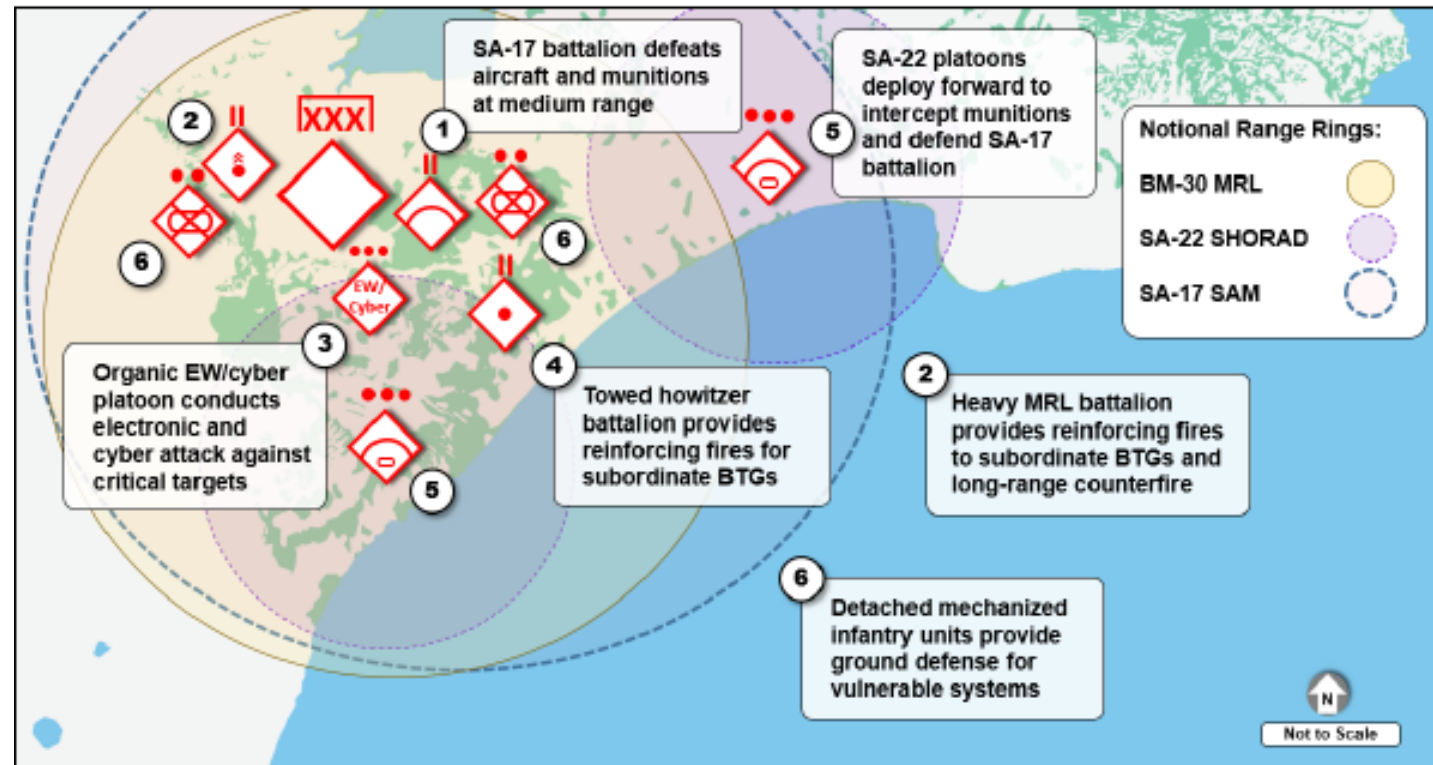 SA-17 battalion defeats
aircraft and munitions
at medium range
1
SA-22 platoons
deploy forward to
intercept munitions
and defend SA-17
battalion
5
Notional Range Rings:
BM-30 MRL
SA-22 SHORAD
SA-17 SAM
2
II
XXX
II
6
6
EW/
Cyber
II
3
Organic EW/cyber
platoon conducts
electronic and
cyber attack against
critical targets
4
Towed howitzer
battalion provides
reinforcing fires for
subordinate BTGs
5
2
Heavy MRL battalion
provides reinforcing fires
to subordinate BTGs and
long-range counterfire
6
Detached mechanized
infantry units provide
ground defense for
vulnerable systems
N
Not to Scale